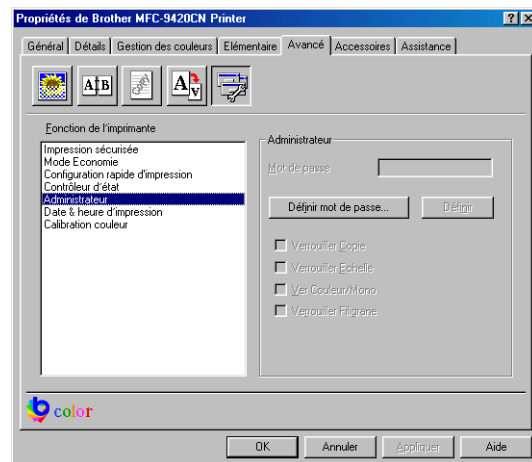 Propriétés de Brother MFC-9420CN Printer
Général Détails Gestion des couleurs Elémentaire Avancé Accessoires Assistance
Fonction de l'imprimante
Impression sécurisée
Mode Economie
Configuration rapide d'impression
Contrôleur d'état
Administrateur
Date & heure d'impression
Calibration couleur
Administrateur
Mot de passe
Définir mot de passe... Définir
Verrouiller Copie
Verrouiller Echelle
Ver Couleur/Mono
Verrouiller Filigrane
color
OK Annuler Appliquer Aide